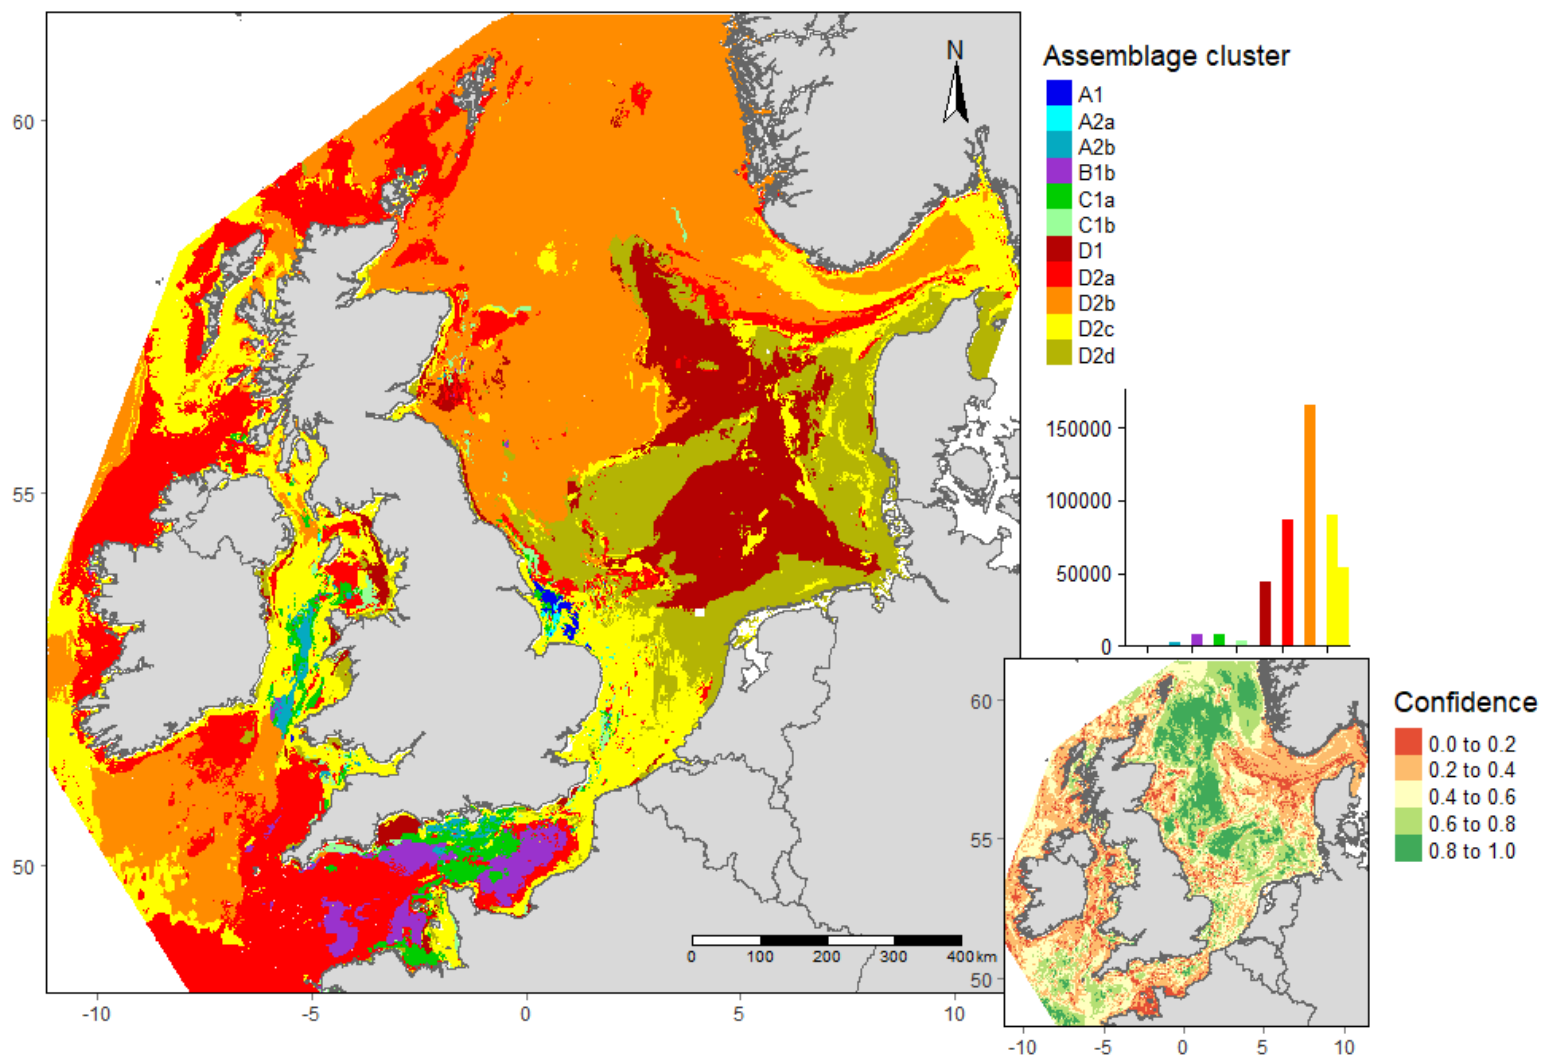 N
60
55
50
-10
-5
0
5
10
0
100
200
300
400 km
Assemblage cluster
A1
A2a
A2b
B1b
C1a
C1b
D1
D2a
D2b
D2c
D2d
150000
100000
50000
0
60
55
50
-10
-5
0
5
10
Confidence
0.0 to 0.2
0.2 to 0.4
0.4 to 0.6
0.6 to 0.8
0.8 to 1.0